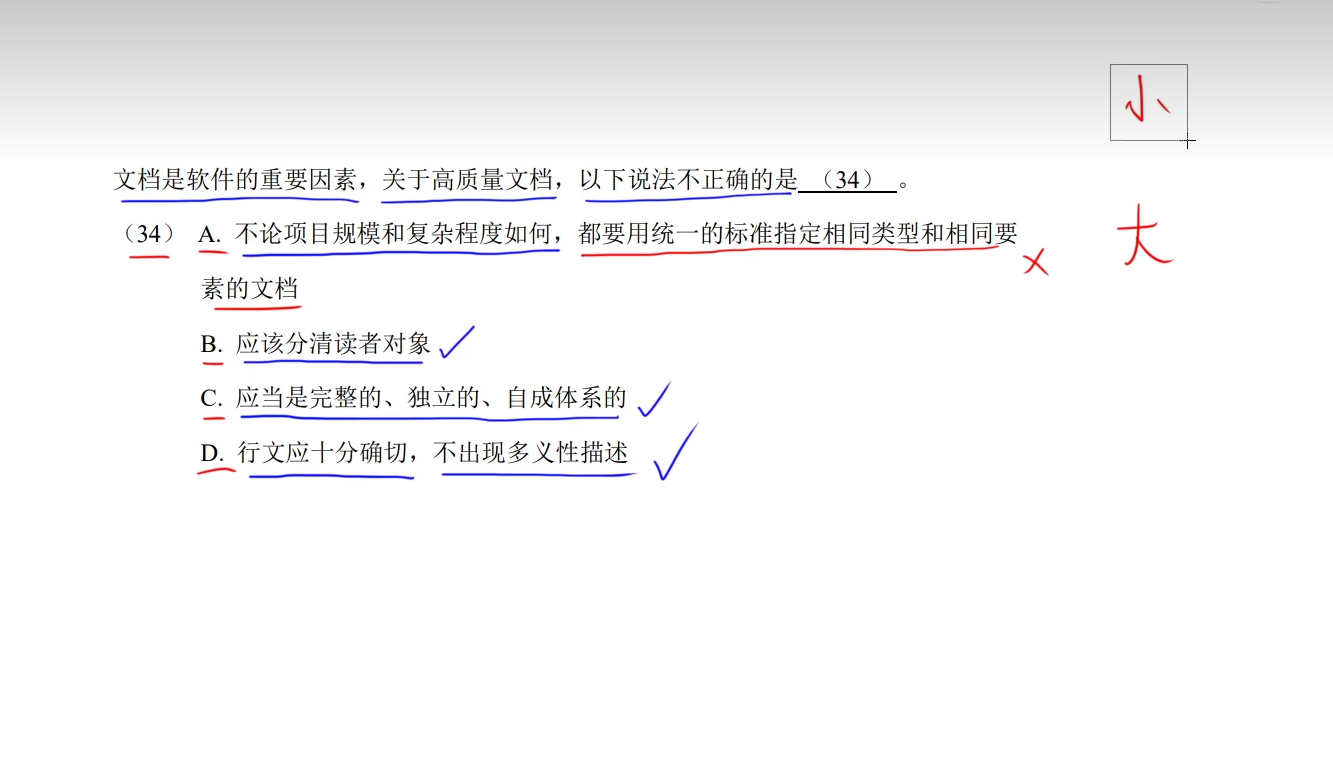 小
文档是软件的重要因素，关于高质量文档，以下说法不正确的是 （34） 。
大
（34） A. 不论项目规模和复杂程度如何，都要用统一的标准指定相同类型和相同要
素的文档
B. 应该分清读者对象
C. 应当是完整的、独立的、自成体系的
D. 行文应十分确切，不出现多义性描述